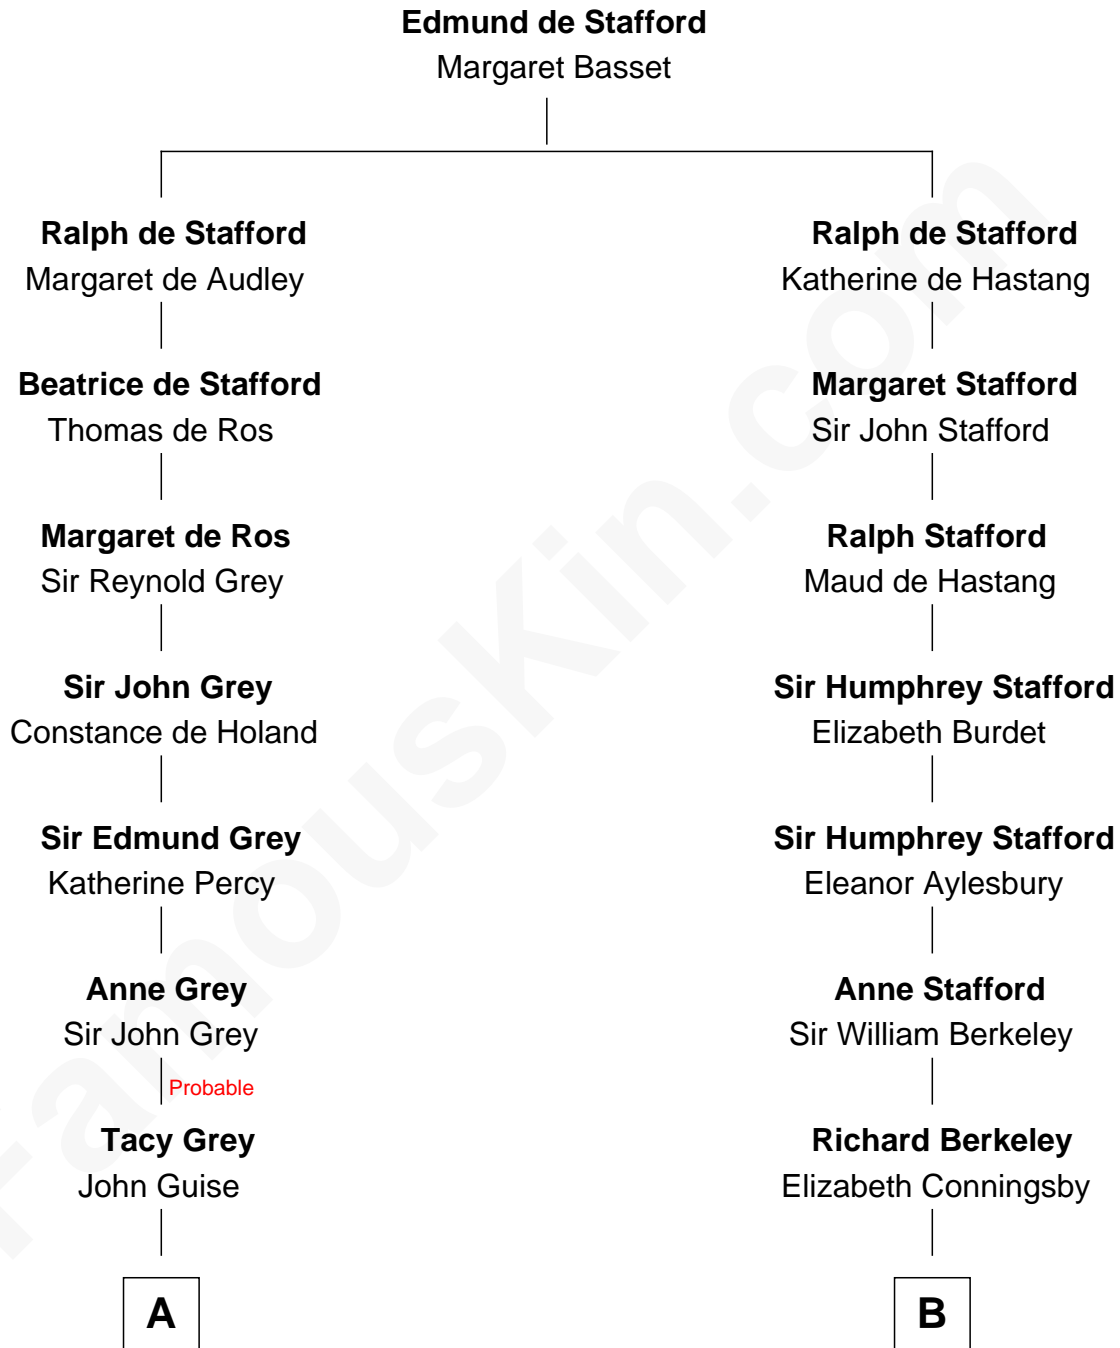 Edmund de Stafford
Margaret Basset
Ralph de Stafford
Margaret de Audley
Ralph de Stafford
Katherine de Hastang
Beatrice de Stafford
Thomas de Ros
Margaret Stafford
Sir John Stafford
Margaret de Ros
Sir Reynold Grey
Ralph Stafford
Maud de Hastang
Sir John Grey
Constance de Holand
Sir Humphrey Stafford
Elizabeth Burdet
Sir Edmund Grey
Katherine Percy
Sir Humphrey Stafford
Eleanor Aylesbury
Anne Grey
Sir John Grey
Anne Stafford
Sir William Berkeley
Probable
Tacy Grey
John Guise
Richard Berkeley
Elizabeth Conningsby
A
B
FamousKin.com